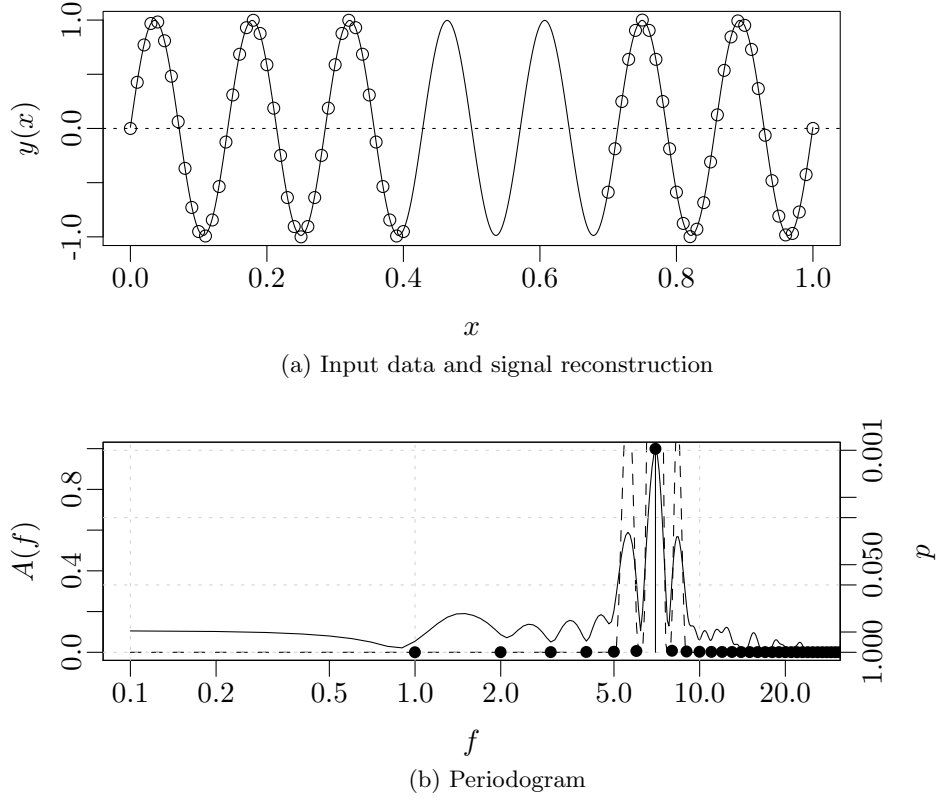 1.0
0.0
-1.0
y(x)
0.0 0.2 0.4 0.6 0.8 1.0
x
(a) Input data and signal reconstruction
0.8
0.4
0.0
A(f)
0.001
0.050
1.000
p
0.1 0.2 0.5 1.0 2.0 5.0 10.0 20.0
f
(b) Periodogram